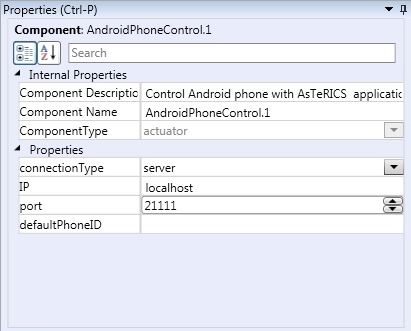 Properties (Ctrl-P)
Component: AndroidPhoneControl.1
A
Z
Search
Internal Properties
Component Descriptio Control Android phone with AsTeRICS applicatio
Component Name AndroidPhoneControl.1
ComponentType actuator
Properties
connectionType server
IP localhost
port 21111
defaultPhoneID